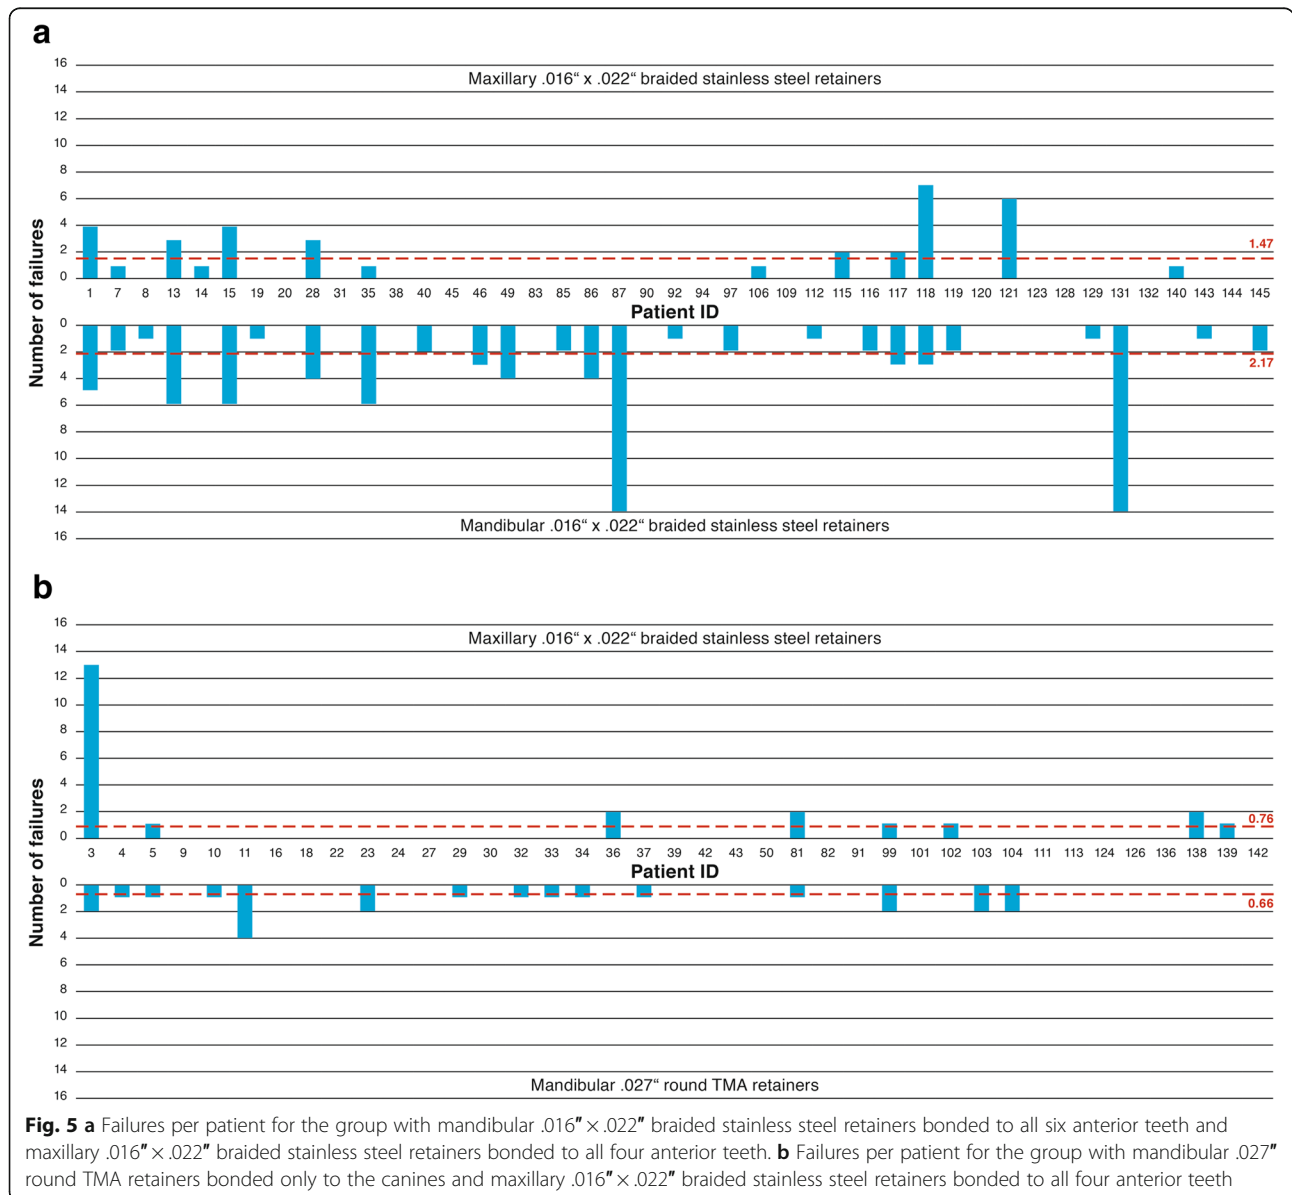 a
16
Maxillary .016“ x .022“ braided stainless steel retainers
14
12
10
8
6
4
2
1.47
0
1 7 8 13 14 15 19 20 28 31 35 38 40 45 46 49 83 85 86 87 90 92 94 97 106 109 112 115 116 117 118 119 120 121 123 128 129 131 132 140 143 144 145
Patient ID
Number of failures
0
2
2.17
4
6
8
10
12
14
Mandibular .016“ x .022“ braided stainless steel retainers
16
b
16
Maxillary .016“ x .022“ braided stainless steel retainers
14
12
10
8
6
4
2
0.76
0
3 4 5 9 10 11 16 18 22 23 24 27 29 30 32 33 34 36 37 39 42 43 50 81 82 91 99 101 102 103 104 111 113 124 126 136 138 139 142
Patient ID
Number of failures
0
0.66
2
4
6
8
10
12
14
Mandibular .027“ round TMA retainers
16
Fig. 5 a Failures per patient for the group with mandibular .016″ × .022″ braided stainless steel retainers bonded to all six anterior teeth and
maxillary .016″ × .022″ braided stainless steel retainers bonded to all four anterior teeth. b Failures per patient for the group with mandibular .027″
round TMA retainers bonded only to the canines and maxillary .016″ × .022″ braided stainless steel retainers bonded to all four anterior teeth